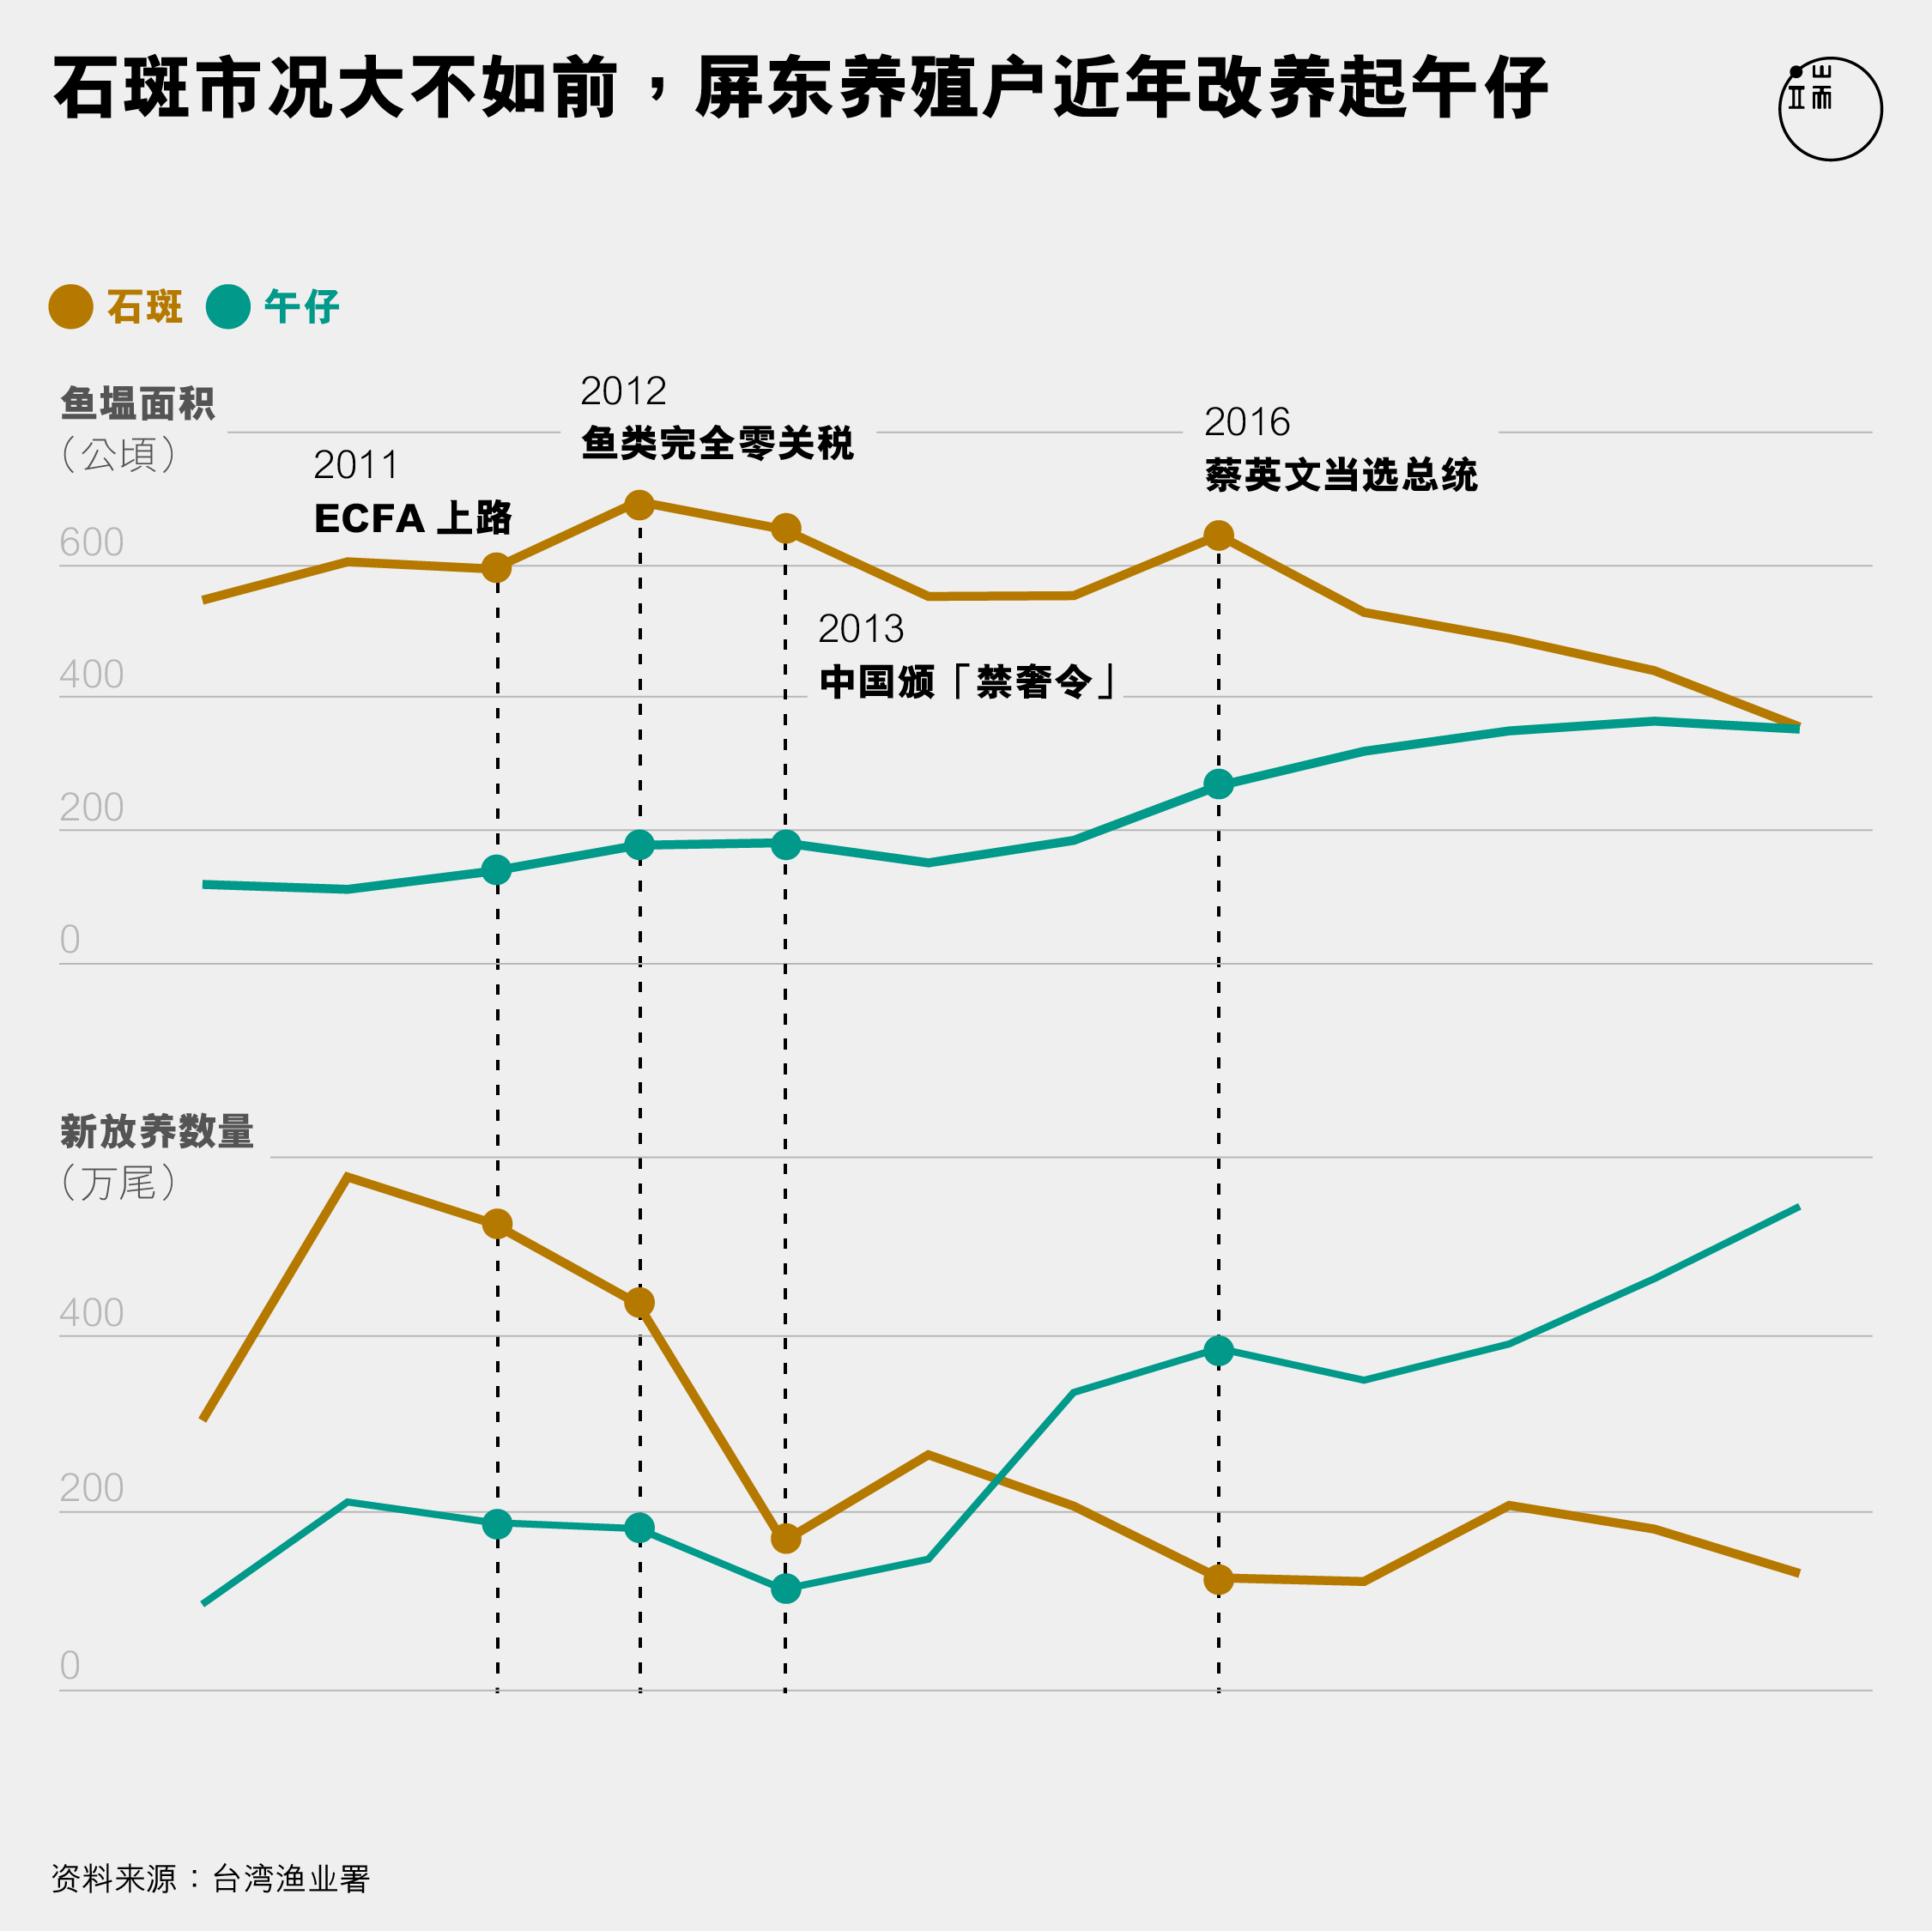 石斑市况大不如前，屏东养殖户近年改养起午仔
端
石斑 午仔
鱼塭面积
（公頃）
2011
ECFA 上路
2012
鱼类完全零关税
2016
蔡英文当选总统
600
2013
中国颁「禁奢令」
400
200
0
新放养数量
（万尾）
400
200
0
资料来源：台湾渔业署